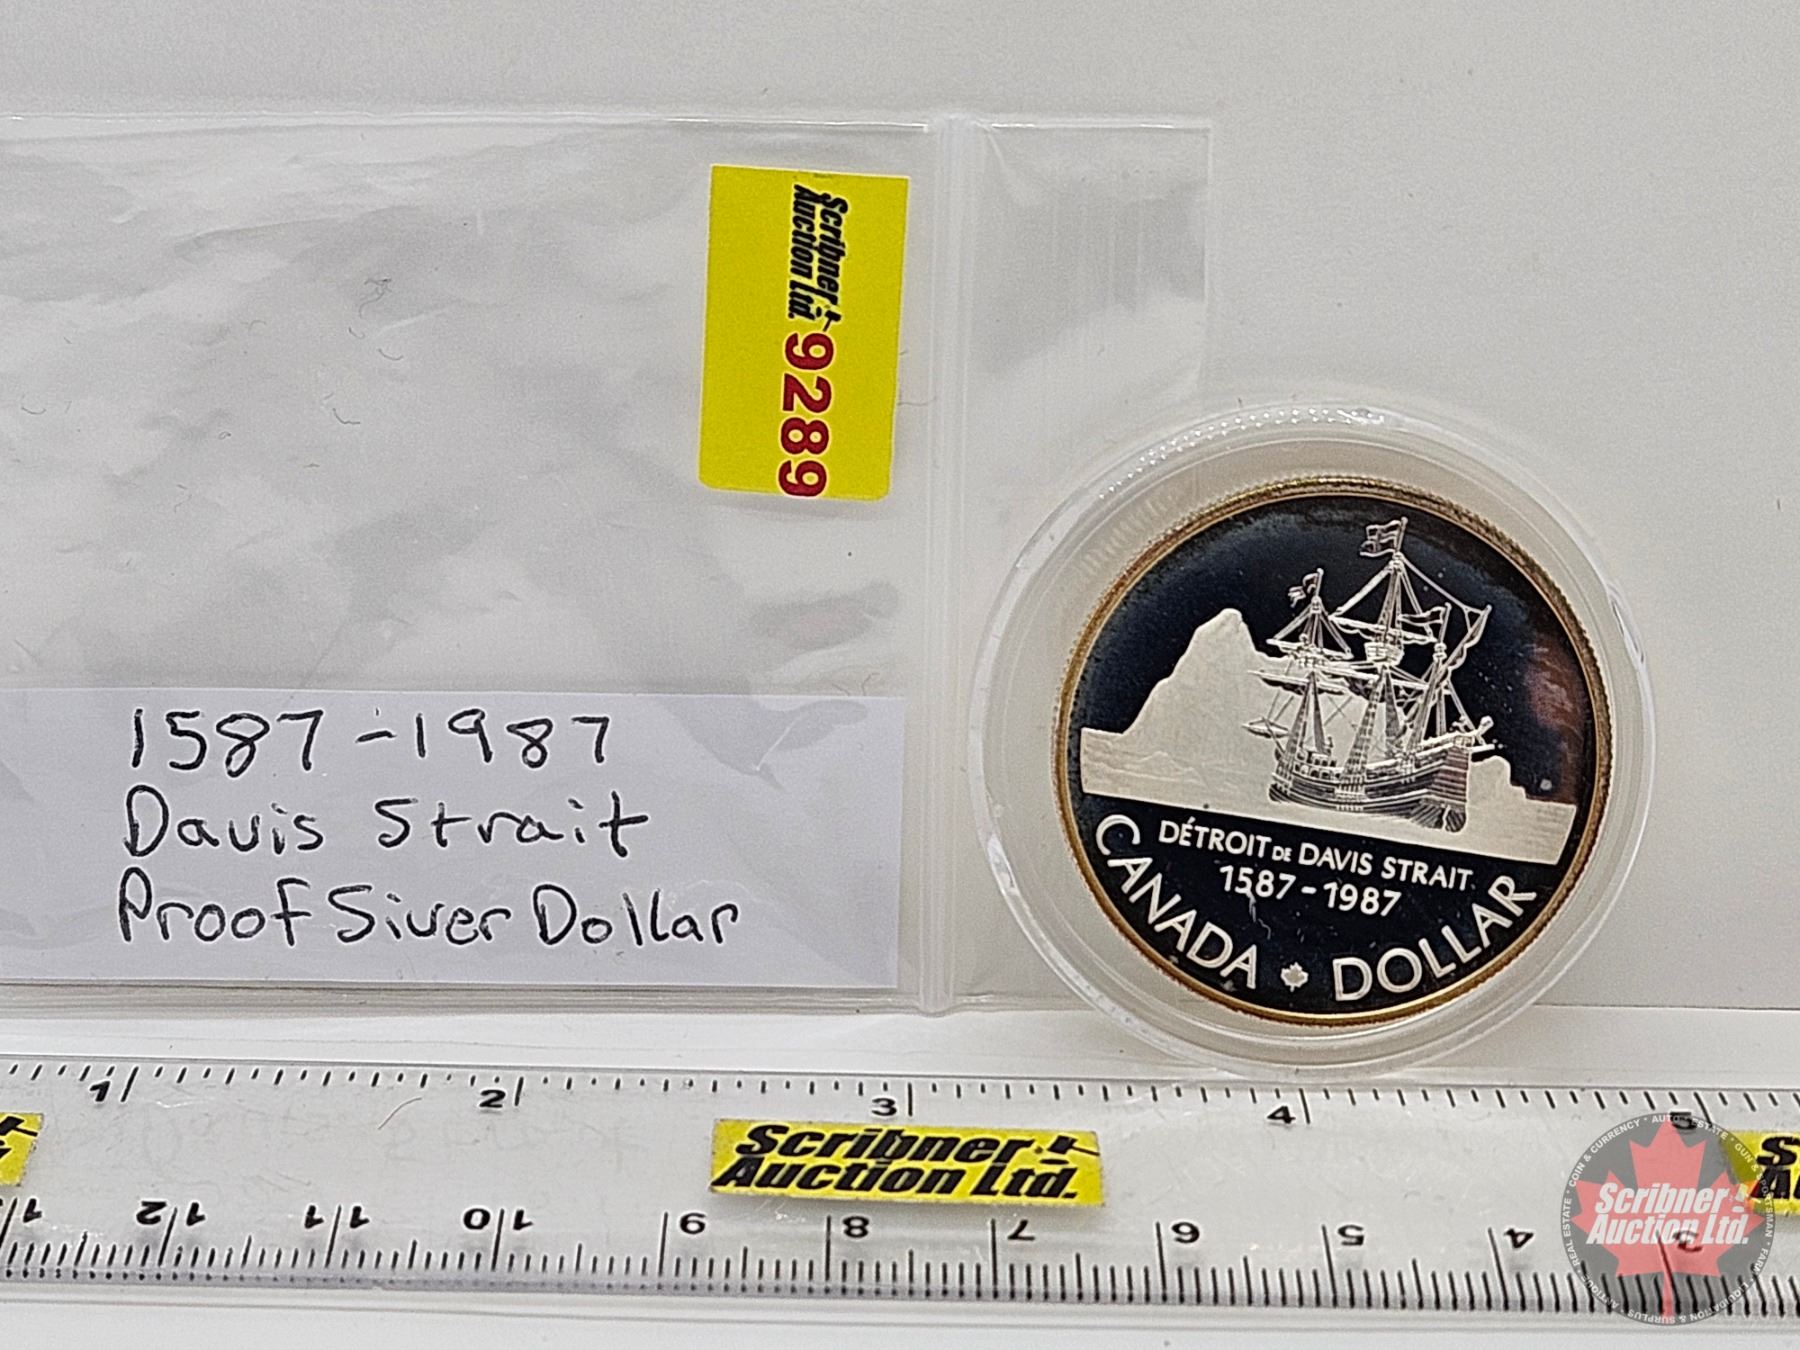 Scribner
Auction Ltd.
9289
1587-1987
Davis Strait
Proof Siver Dollar
DÉTROIT DE DAVIS STRAIT
1587-1987
CANADA DOLLAR
1 2 3 4 5
Scribner
Auction Ltd.
12 11 10 9 8 7 6 5 4 3
Scribner
Auction Ltd.